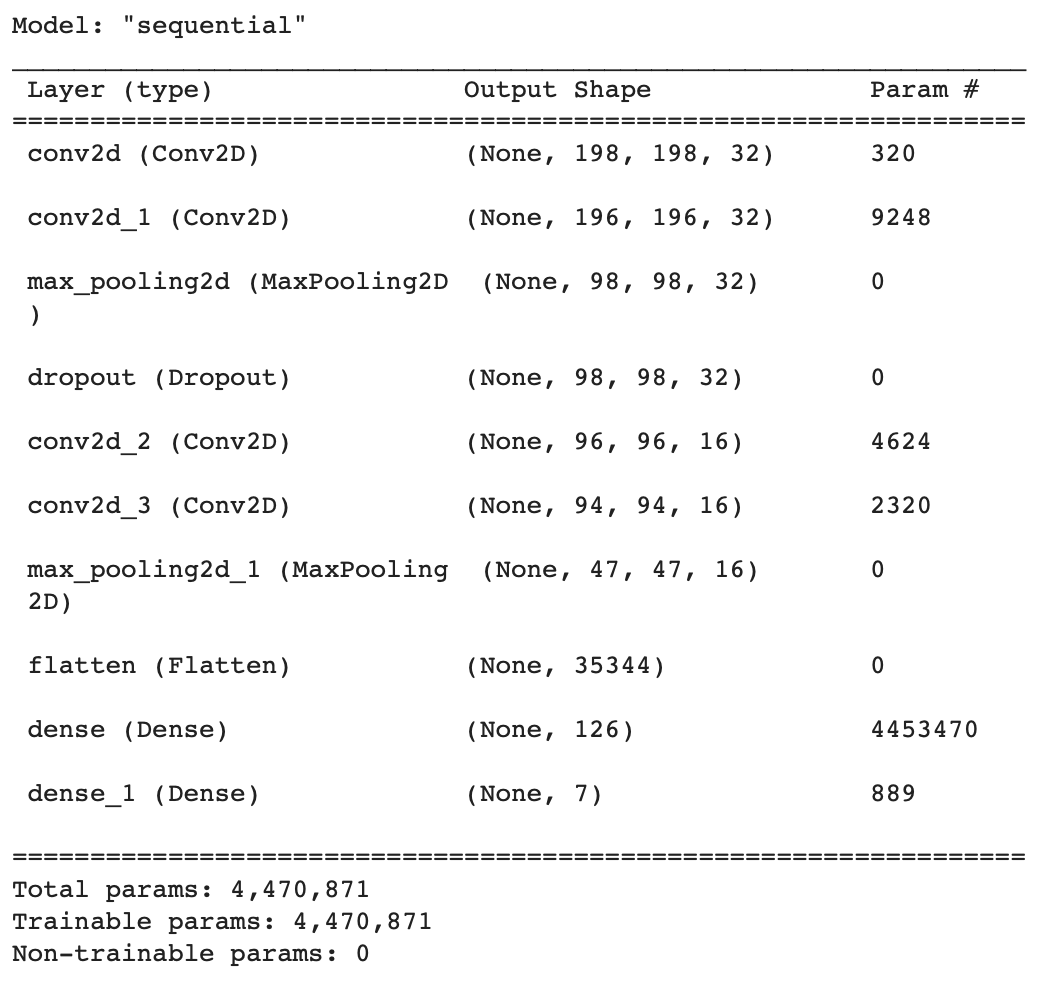 Model: "sequential"
_________________________________________________________________
Layer (type) Output Shape Param #
=================================================================
conv2d (Conv2D) (None, 198, 198, 32) 320
conv2d_1 (Conv2D) (None, 196, 196, 32) 9248
max_pooling2d (MaxPooling2D (None, 98, 98, 32) 0
)
dropout (Dropout) (None, 98, 98, 32) 0
conv2d_2 (Conv2D) (None, 96, 96, 16) 4624
conv2d_3 (Conv2D) (None, 94, 94, 16) 2320
max_pooling2d_1 (MaxPooling (None, 47, 47, 16) 0
2D)
flatten (Flatten) (None, 35344) 0
dense (Dense) (None, 126) 4453470
dense_1 (Dense) (None, 7) 889
=================================================================
Total params: 4,470,871
Trainable params: 4,470,871
Non-trainable params: 0